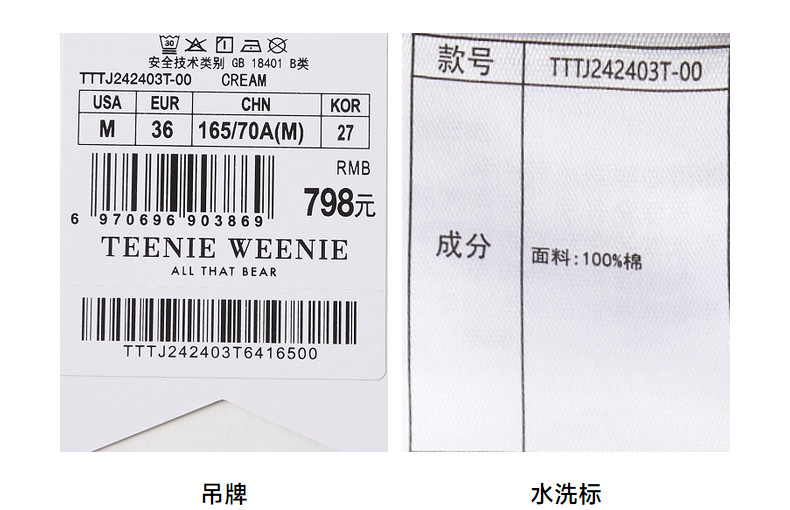 30
安全技术类别 GB 18401 B类
TTTJ242403T-00 CREAM
USA EUR CHN KOR
M 36 165/70A(M) 27
RMB
798元
6 970696 903869
TEENIE WEENIE
ALL THAT BEAR
TTTJ242403T6416500
吊牌
款号 TTTJ242403T-00
成分 面料:100%棉
水洗标